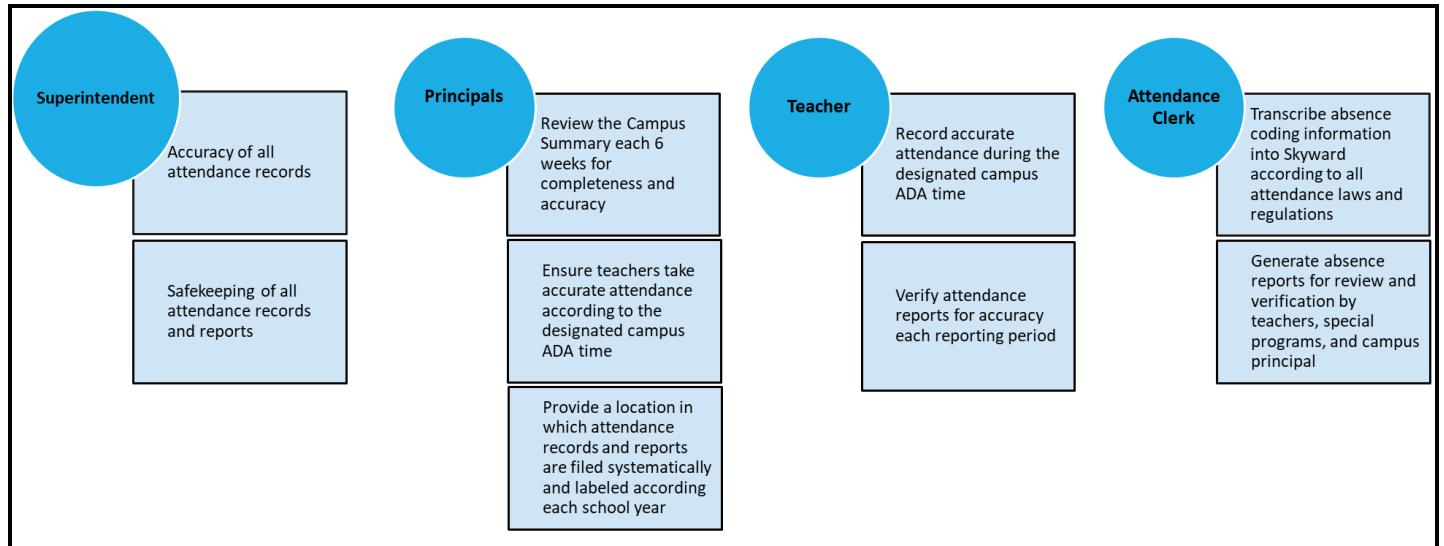 Superintendent
Accuracy of all
attendance records
Safekeeping of all
attendance records
and reports
Principals
Review the Campus
Summary each 6
weeks for
completeness and
accuracy
Ensure teachers take
accurate attendance
according to the
designated campus
ADA time
Provide a location in
which attendance
records and reports
are filed systematically
and labeled according
each school year
Teacher
Record accurate
attendance during the
designated campus
ADA time
Verify attendance
reports for accuracy
each reporting period
Attendance
Clerk
Transcribe absence
coding information
into Skyward
according to all
attendance laws and
regulations
Generate absence
reports for review and
verification by
teachers, special
programs, and campus
principal